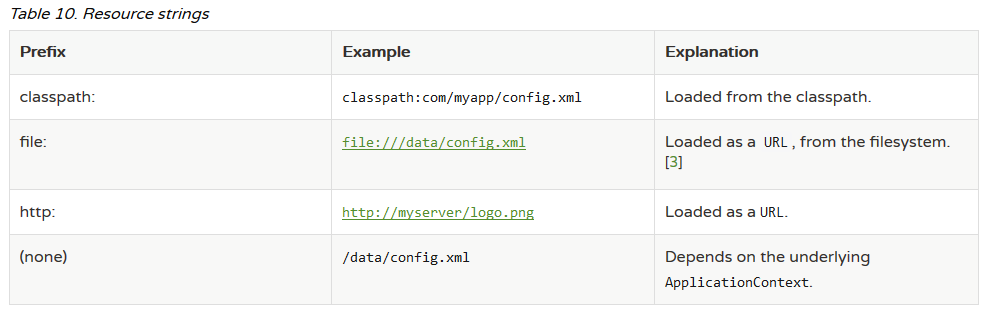 Table 10. Resource strings
Prefix Example Explanation
classpath: classpath:com/myapp/config.xml Loaded from the classpath.
file: file:///data/config.xml Loaded as a URL , from the filesystem.
[3]
http: http://myserver/logo.png Loaded as a URL.
(none) /data/config.xml Depends on the underlying
ApplicationContext.